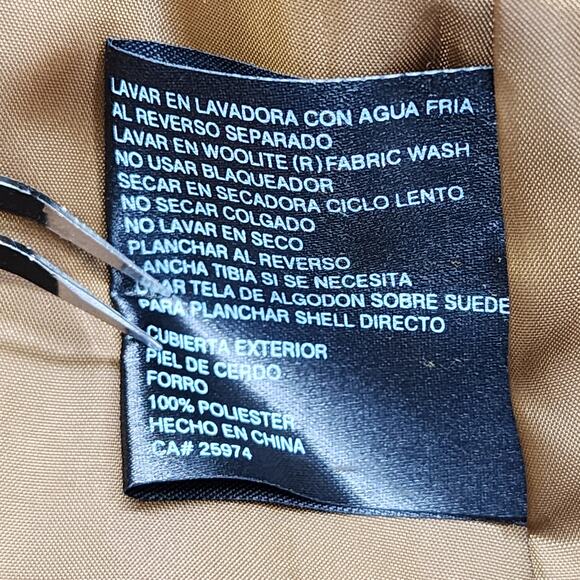 LAVAR EN LAVADORA CON AGUA FRIA
AL REVERSO SEPARADO
LAVAR EN WOOLITE (R) FABRIC WASH
NO USAR BLAQUEADOR
SECAR EN SECADORA CICLO LENTO
NO SECAR COLGADO
NO LAVAR EN SECO
PLANCHAR AL REVERSO
ANCHA TIBIA SI SE NECESITA
TELA DE ALGODON SOBRE SUEDE
PARA PLANCHAR SHELL DIRECTO
CUBIERTA EXTERIOR
PIEL DE CERDO
FORRO
100% POLIESTER
HECHO EN CHINA
CA# 25974